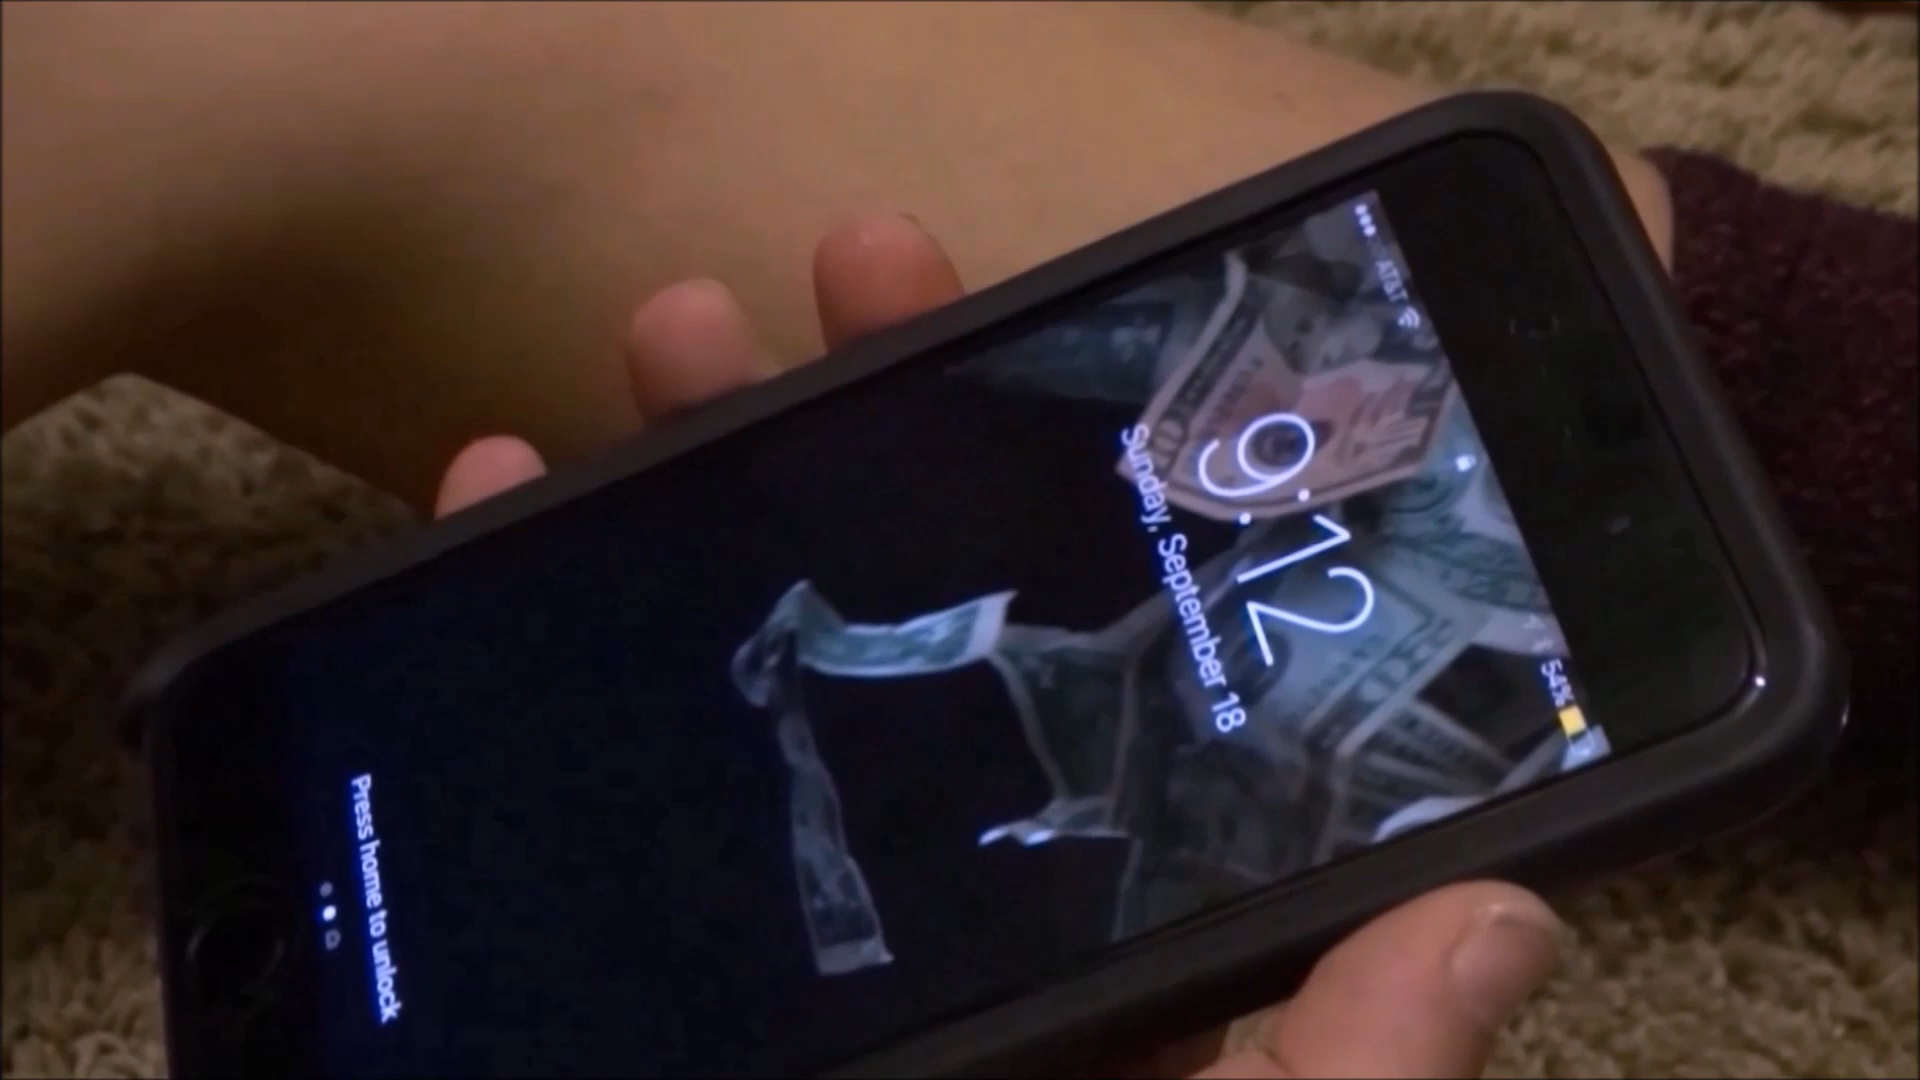 AT&T
54%
9:12
Sunday, September 18
Press home to unlock